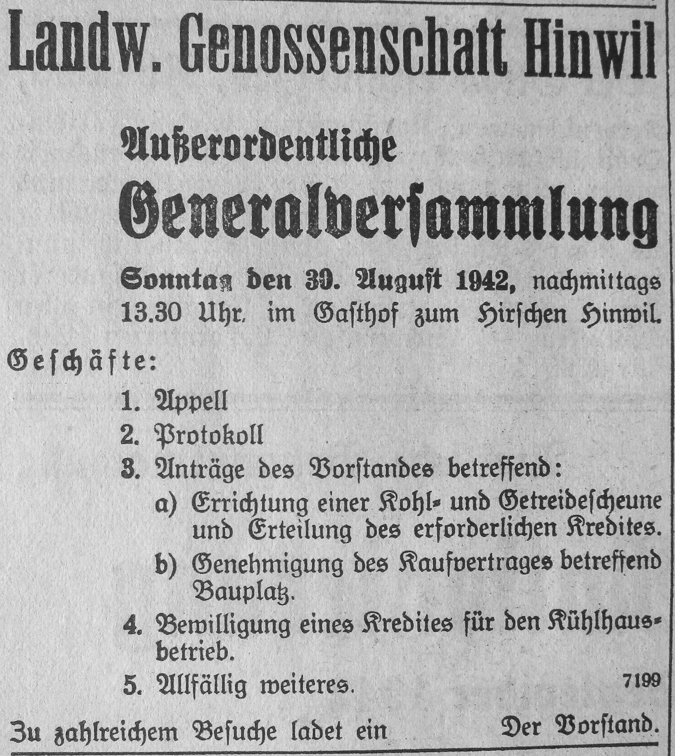 Landw. Genossenschaft Hinwil
Außerordentliche
Generalversammlung
Sonntag den 30. August 1942, nachmittags
13.30 Uhr, im Gasthof zum Hirschen Hinwil.
Geschäfte:
1. Appell
2. Protokoll
3. Anträge des Vorstandes betreffend:
a) Errichtung einer Kohl- und Getreidescheune
und Erteilung des erforderlichen Kredites.
b) Genehmigung des Kaufvertrages betreffend
Bauplatz.
4. Bewilligung eines Kredites für den Kühlhaus-
betrieb.
5. Allfällig weiteres. 7199
Zu zahlreichem Besuche ladet ein Der Vorstand.